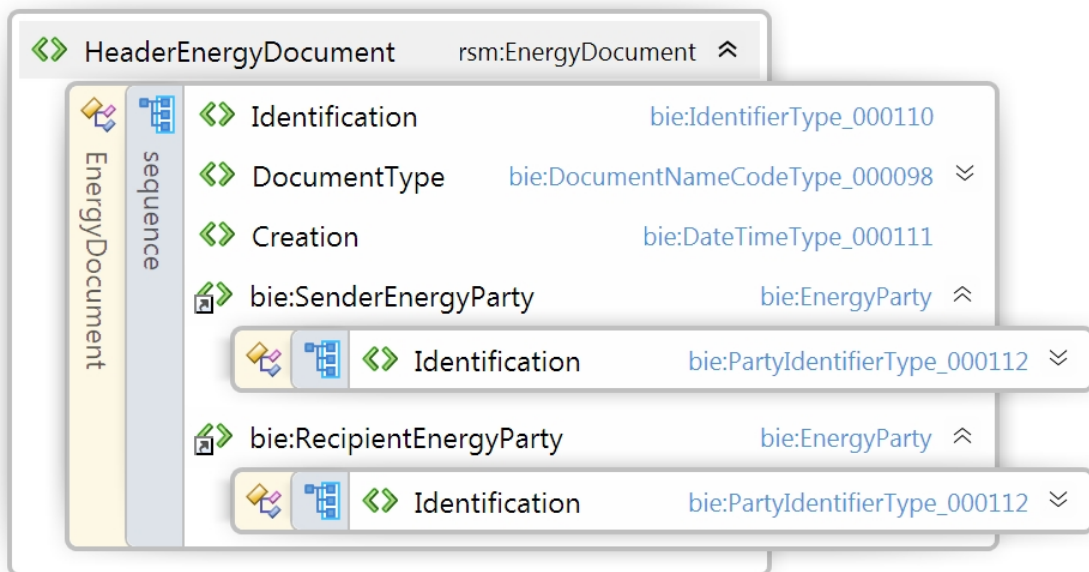 HeaderEnergyDocument rsm:EnergyDocument
EnergyDocument
sequence
Identification bie:IdentifierType_000110
DocumentType bie:DocumentNameCodeType_000098
Creation bie:DateTimeType_000111
bie:SenderEnergyParty bie:EnergyParty
Identification bie:PartyIdentifierType_000112
bie:RecipientEnergyParty bie:EnergyParty
Identification bie:PartyIdentifierType_000112